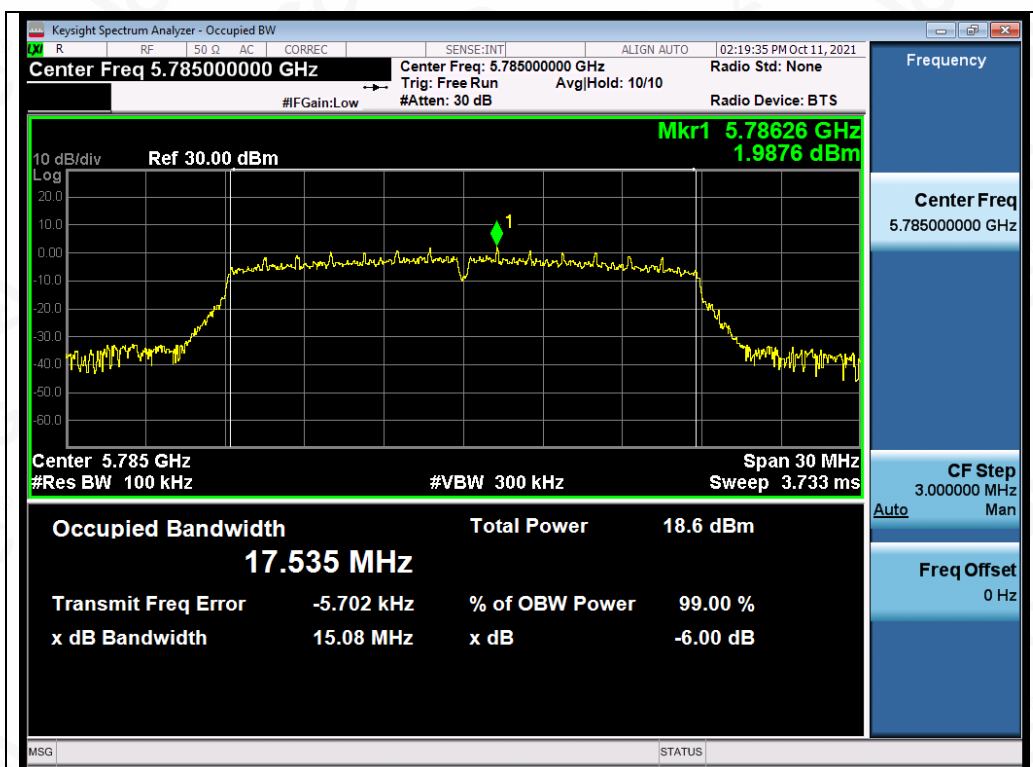 Keysight Spectrum Analyzer - Occupied BW
LXI R RF 50 Ω AC CORREC SENSE:INT ALIGN AUTO 02:19:35 PM Oct 11, 2021
Center Freq 5.785000000 GHz
Center Freq: 5.785000000 GHz
Radio Std: None
Trig: Free Run Avg|Hold: 10/10
#IFGain:Low #Atten: 30 dB Radio Device: BTS
Mkr1 5.78626 GHz
1.9876 dBm
10 dB/div Ref 30.00 dBm
Log
20.0
10.0
0.00
-10.0
-20.0
-30.0
-40.0
-50.0
-60.0
1
Center 5.785 GHz Span 30 MHz
#Res BW 100 kHz #VBW 300 kHz Sweep 3.733 ms
Occupied Bandwidth Total Power 18.6 dBm
17.535 MHz
Transmit Freq Error -5.702 kHz % of OBW Power 99.00 %
x dB Bandwidth 15.08 MHz x dB -6.00 dB
Frequency
Center Freq
5.785000000 GHz
CF Step
3.000000 MHz
Auto Man
Freq Offset
0 Hz
MSG STATUS